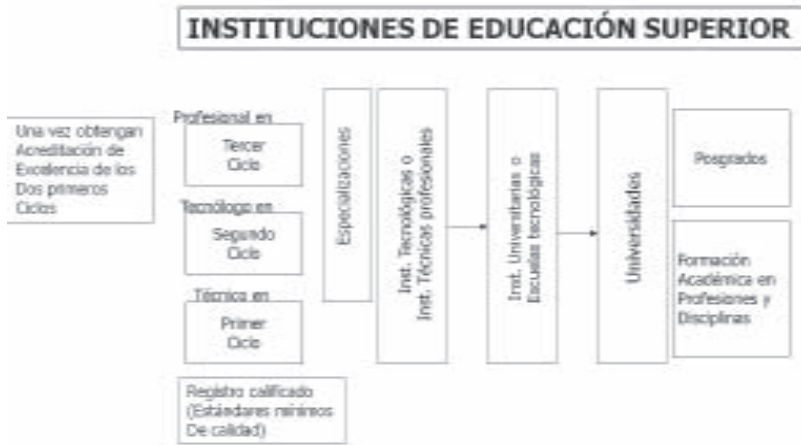 INSTITUCIONES DE EDUCACIÓN SUPERIOR
Una vez obtengan
Acreditación de
Excelencia de los
Dos primeros
Ciclos
Profesional en
Tercer
Ciclo
Tecnólogo en
Segundo
Ciclo
Técnico en
Primer
Ciclo
Registro calificado
(Estándares mínimos
De calidad)
Especializaciones
Inst. Tecnológicas o
Inst. Técnicas profesionales
Inst. Universitarias o
Escuelas tecnológicas
Universidades
Posgrados
Formación
Académica en
Profesiones y
Disciplinas